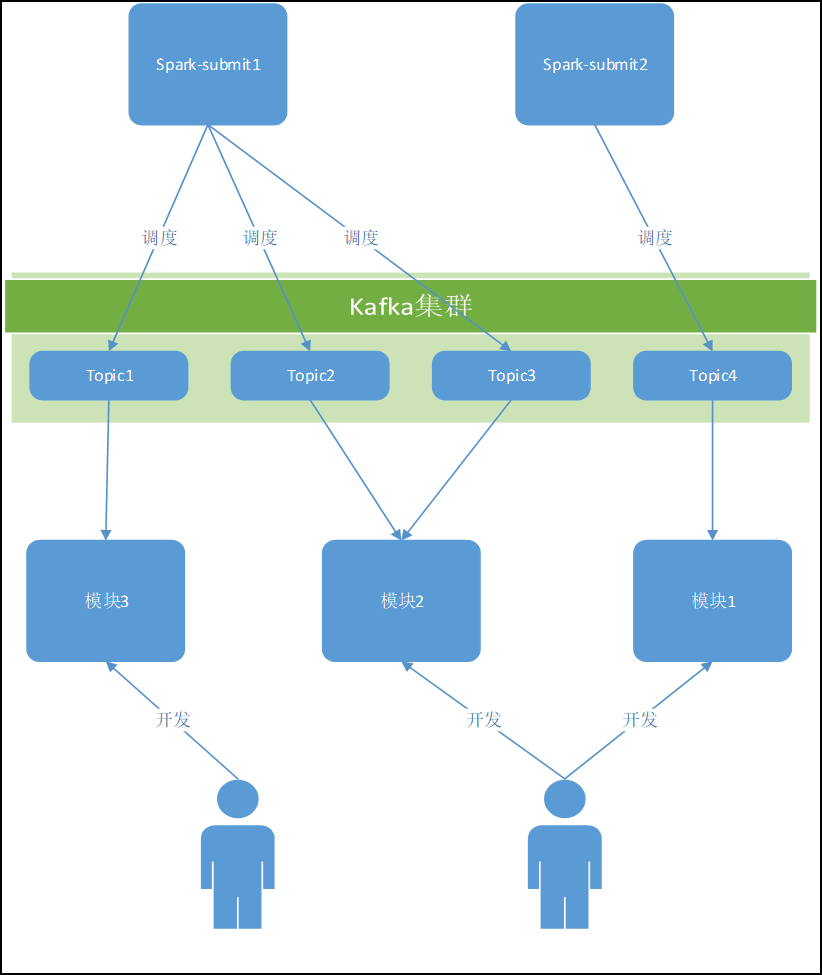 Spark-submit1
Spark-submit2
调度
调度
调度
调度
Kafka集群
Topic1
Topic2
Topic3
Topic4
模块3
模块2
模块1
开发
开发
开发